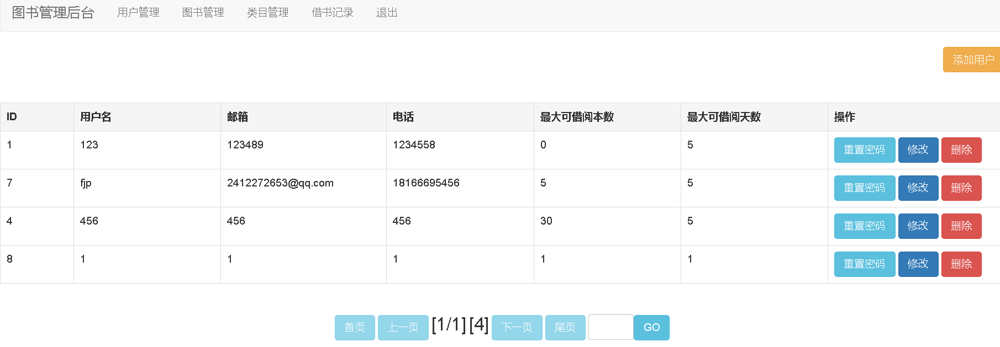 图书管理后台 用户管理 图书管理 类目管理 借书记录 退出
添加用户
ID 用户名 邮箱 电话 最大可借阅本数 最大可借阅天数 操作
1 123 123489 1234558 0 5 重置密码 修改 删除
7 fjp 2412272653@qq.com 18166695456 5 5 重置密码 修改 删除
4 456 456 456 30 5 重置密码 修改 删除
8 1 1 1 1 1 重置密码 修改 删除
首页 上一页 [1/1] [4] 下一页 尾页 GO